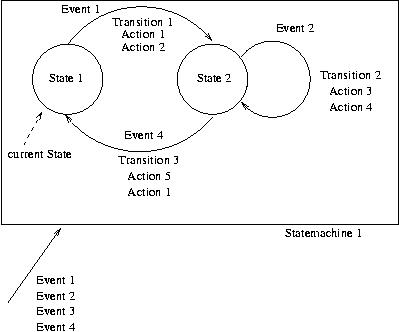 Event 1
Transition 1
Action 1
Action 2
Event 2
State 1
State 2
Transition 2
Action 3
Action 4
Event 4
current State
Transition 3
Action 5
Action 1
Statemachine 1
Event 1
Event 2
Event 3
Event 4